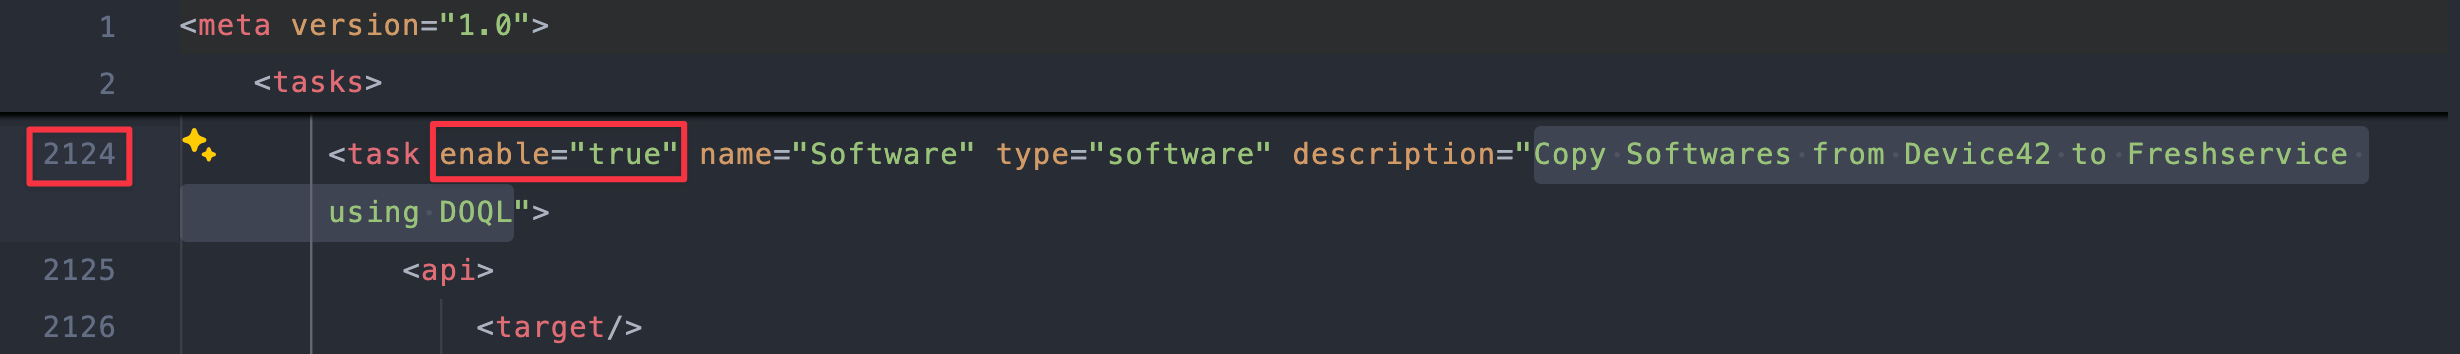 1 <meta version="1.0">
2 <tasks>
2124 <task enable="true" name="Software" type="software" description="Copy Softwares from Device42 to Freshservice
using DOQL">
2125 <api>
2126 <target/>